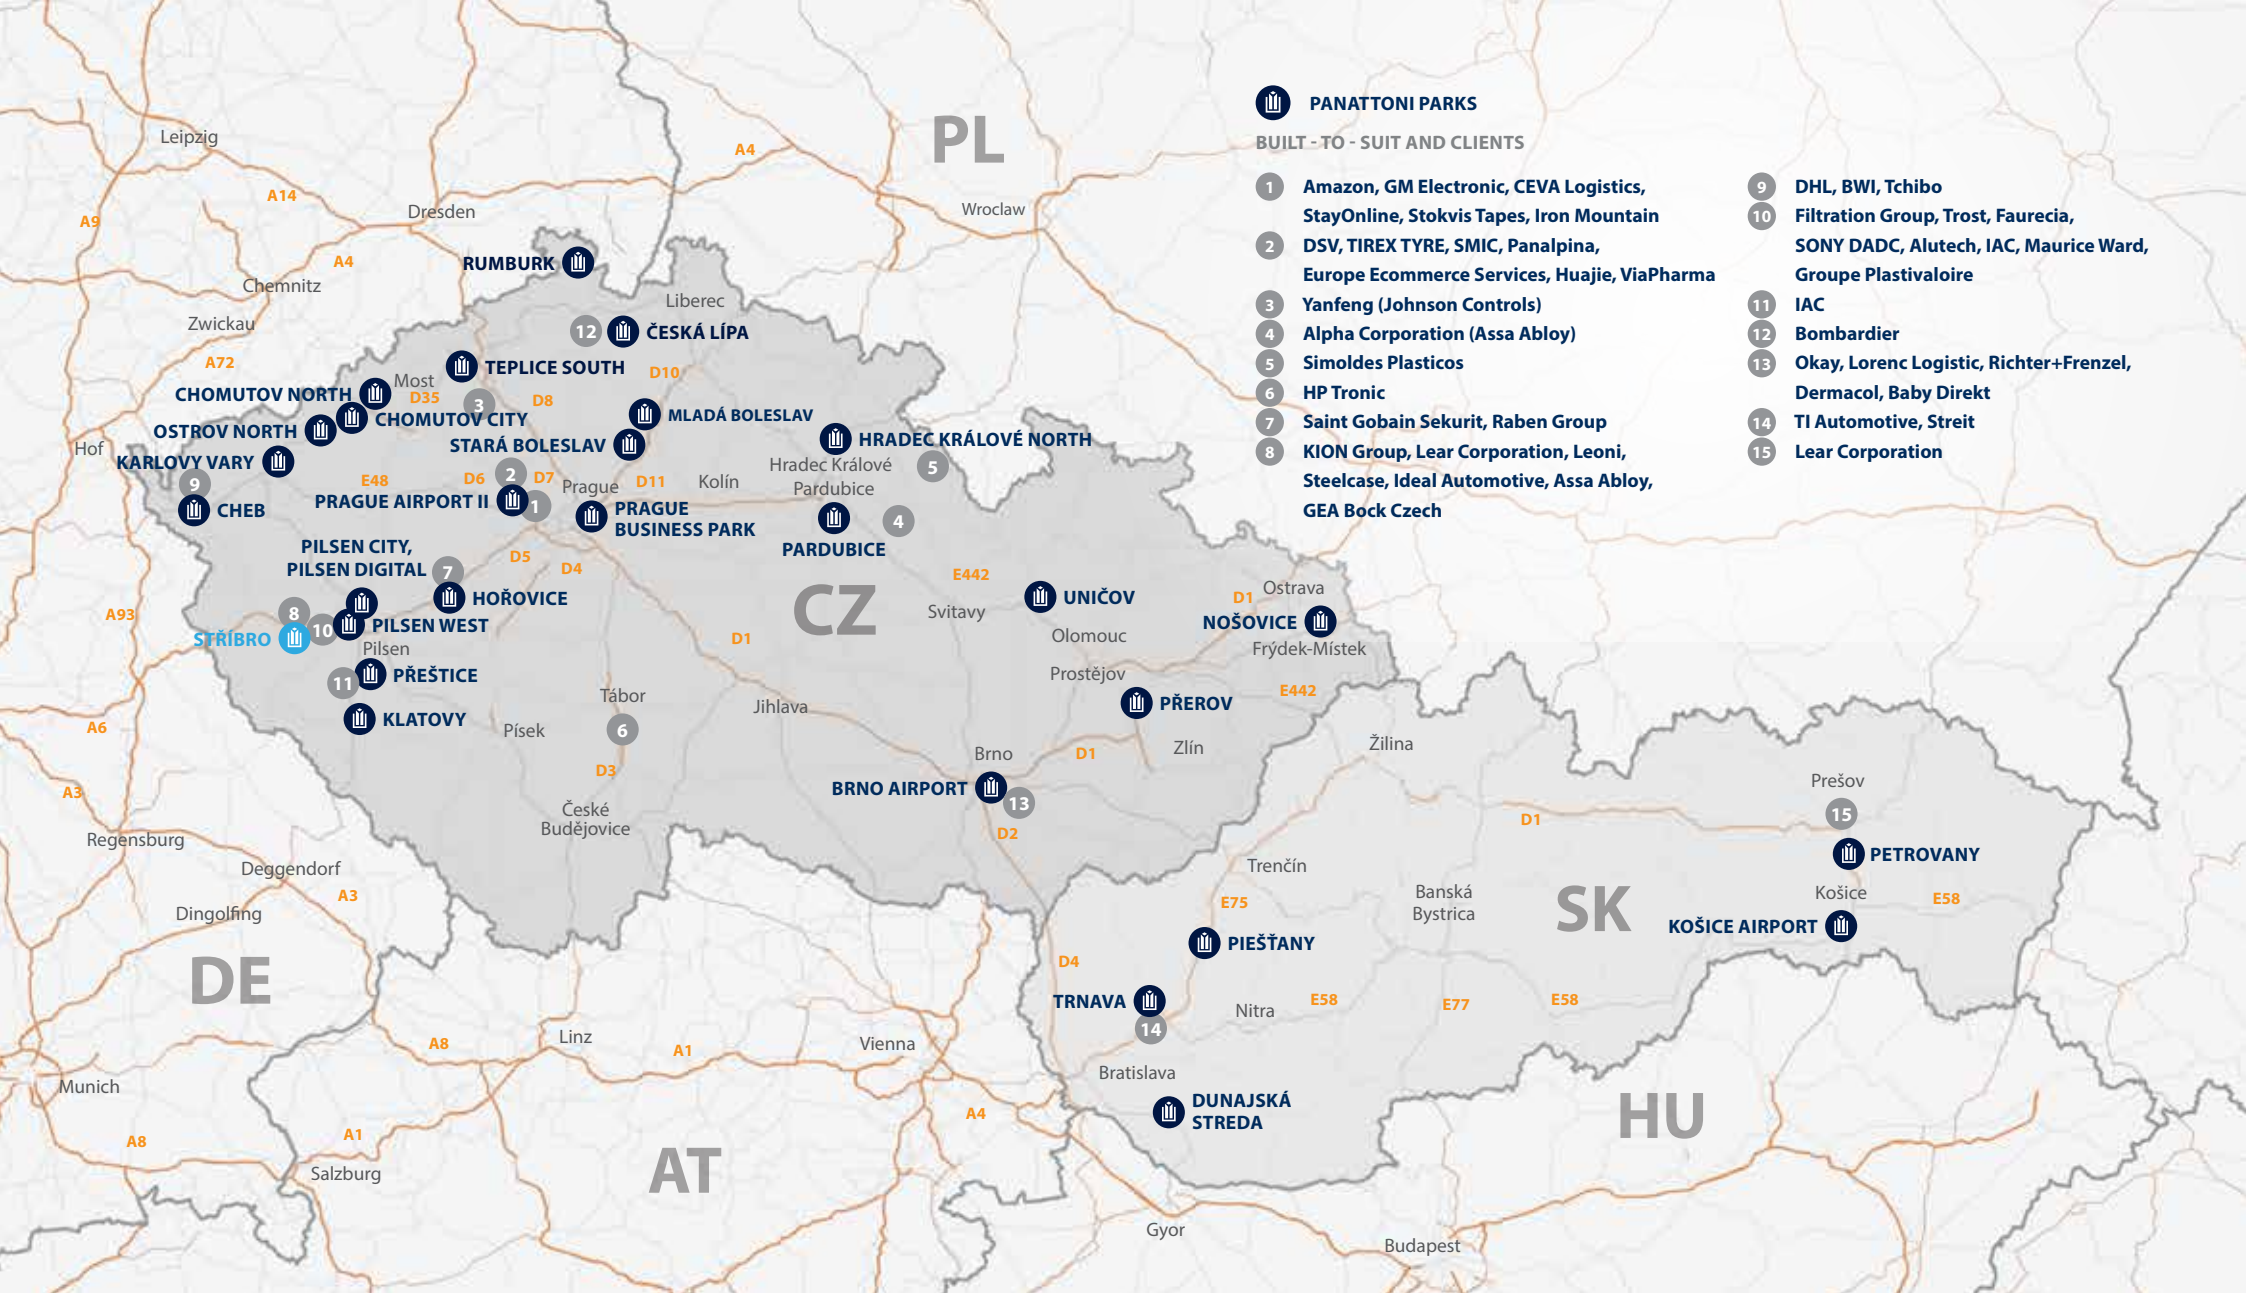 PANATTONI PARKS
BUILT - TO - SUIT AND CLIENTS
1 Amazon, GM Electronic, CEVA Logistics,
StayOnline, Stokvis Tapes, Iron Mountain
2 DSV, TIREX TYRE, SMIC, Panalpina,
Europe Ecommerce Services, Huajie, ViaPharma
3 Yanfeng (Johnson Controls)
4 Alpha Corporation (Assa Abloy)
5 Simoldes Plasticos
6 HP Tronic
7 Saint Gobain Sekurit, Raben Group
8 KION Group, Lear Corporation, Leoni,
Steelcase, Ideal Automotive, Assa Abloy,
GEA Bock Czech
9 DHL, BWI, Tchibo
10 Filtration Group, Trost, Faurecia,
SONY DADC, Alutech, IAC, Maurice Ward,
Groupe Plastivaloire
11 IAC
12 Bombardier
13 Okay, Lorenc Logistic, Richter+Frenzel,
Dermacol, Baby Direkt
14 TI Automotive, Streit
15 Lear Corporation
PL
Leipzig
A4
A14
A9
Dresden
Wroclaw
A4
RUMBURK
Chemnitz
Liberec
Zwickau
12
ČESKÁ LÍPA
A72
TEPLICE SOUTH
D10
Most
CHOMUTOV NORTH
D35
3
D8
CHOMUTOV CITY
MLADÁ BOLESLAV
OSTROV NORTH
STARÁ BOLESLAV
HRADEC KRÁLOVÉ NORTH
Hof
KARLOVY VARY
Hradec Králové
5
9
E48
D6
2
D7
Prague
D11
Kolín
Pardubice
CHEB
PRAGUE AIRPORT II
1
PRAGUE
BUSINESS PARK
4
PARDUBICE
PILSEN CITY,
PILSEN DIGITAL
7
D5
D4
E442
CZ
HOŘOVICE
UNIČOV
D1
Ostrava
A93
8
10
PILSEN WEST
Svitavy
NOŠOVICE
STŘÍBRO
Pilsen
D1
Olomouc
Frýdek-Místek
11
PŘEŠTICE
Prostějov
E442
Tábor
Jihlava
PŘEROV
KLATOVY
Písek
6
A6
Brno
D1
Zlín
Žilina
D3
BRNO AIRPORT
13
Prešov
A3
České
Budějovice
D2
D1
15
Regensburg
PETROVANY
Deggendorf
Trenčín
A3
Banská
Bystrica
SK
Košice
E58
Dingolfing
E75
KOŠICE AIRPORT
PIEŠŤANY
DE
D4
TRNAVA
Nitra
E58
E77
E58
14
Linz
A8
A1
Vienna
Bratislava
Munich
DUNAJSKÁ
STREDA
HU
A4
A1
A8
AT
Salzburg
Gyor
Budapest